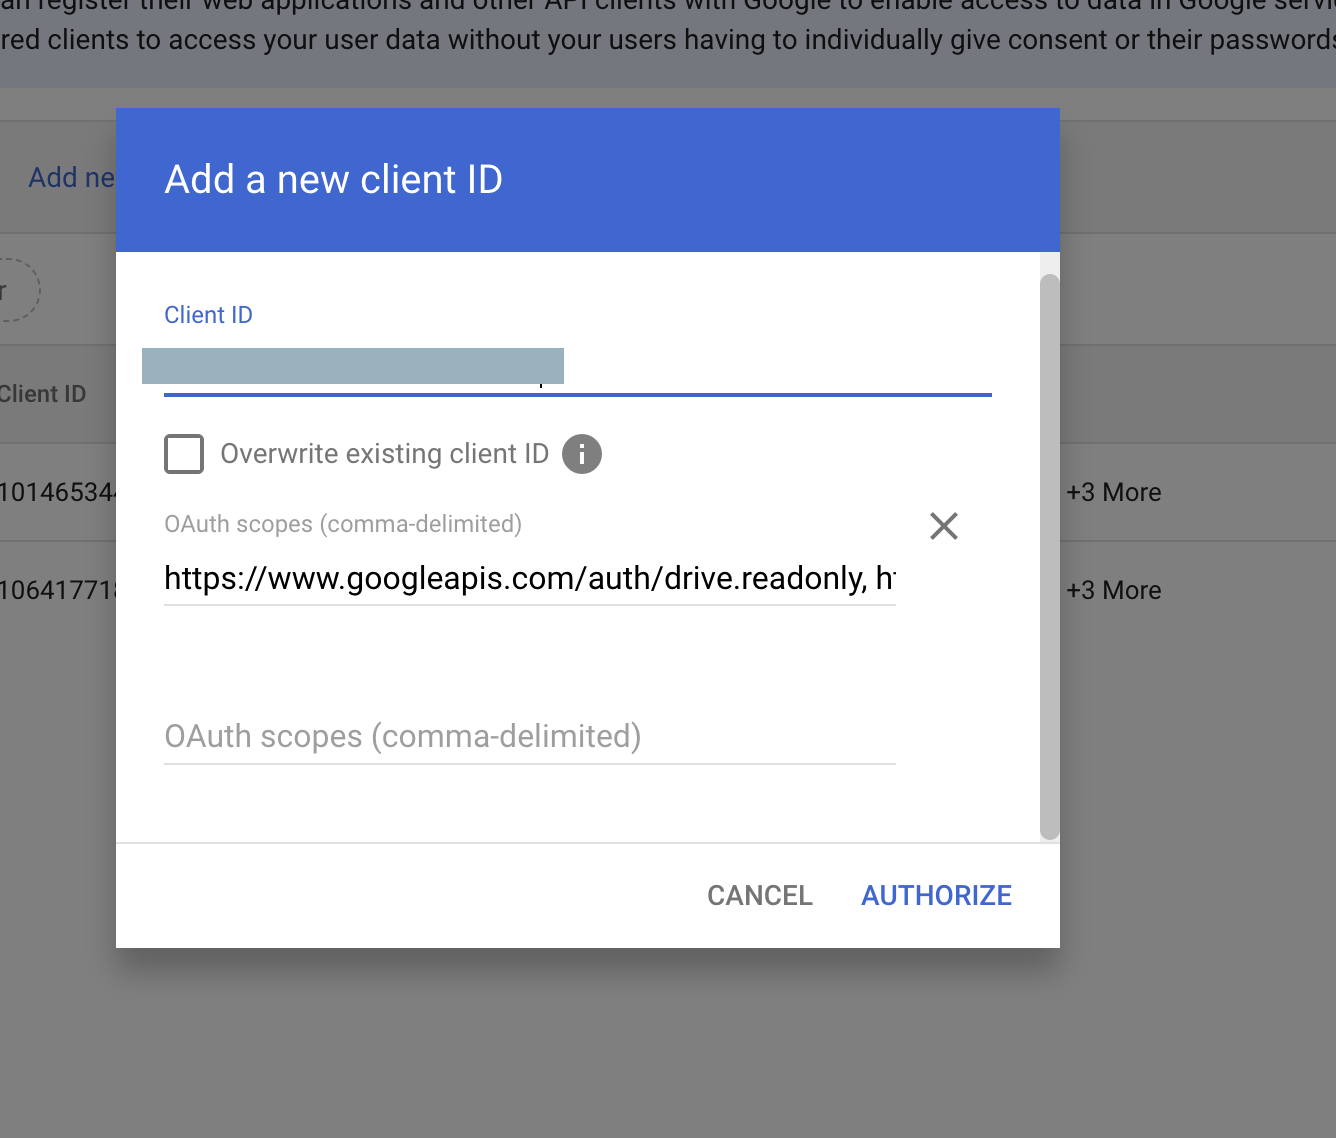 an register their web applications and other API clients with Google to enable access to data in Google
red clients to access your user data without your users having to individually give consent or their passwords
Add
Add a new client ID
Client ID
r
Client ID
Overwrite existing client ID
101465344
+3 More
OAuth scopes (comma-delimited)
https://www.googleapis.com/auth/drive.readonly,
10641771
+3 More
OAuth scopes (comma-delimited)
CANCEL
AUTHORIZE